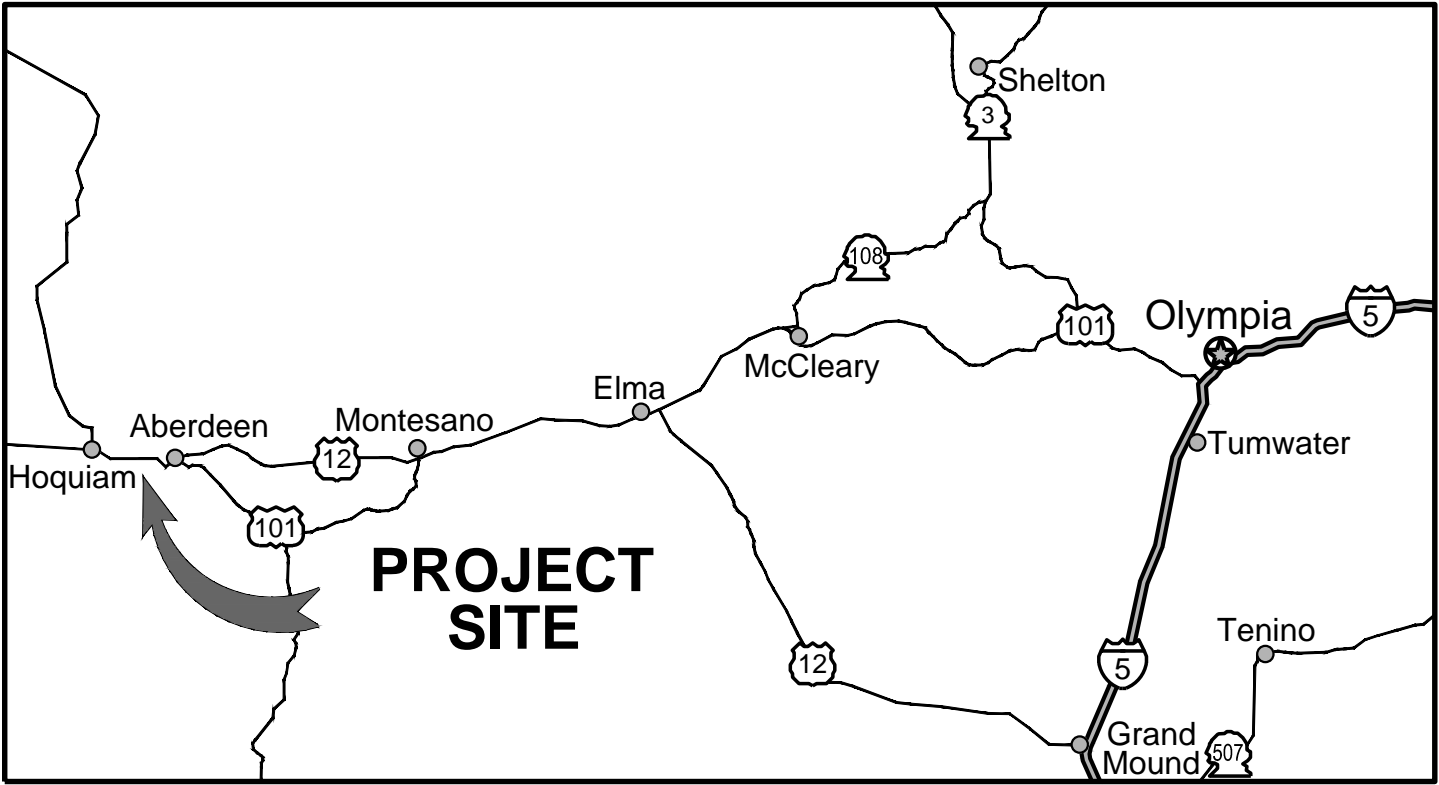 Shelton
3
108
Olympia
5
101
McCleary
Elma
Aberdeen
Montesano
Tumwater
12
Hoquiam
101
PROJECT
SITE
Tenino
12
5
Grand
Mound
507